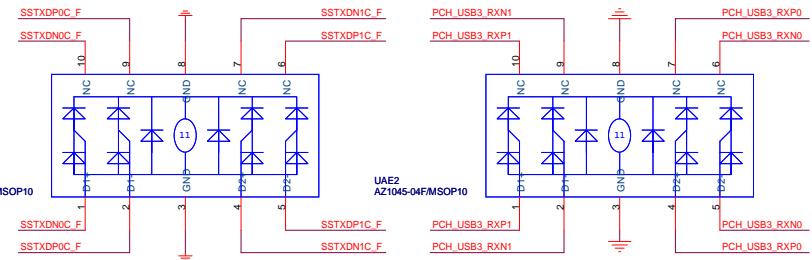 SSTXDP0C_F SSTXDN1C_F PCH_USB3_RXN1 PCH_USB3_RXP0
SSTXDN0C_F SSTXDP1C_F PCH_USB3_RXP1 PCH_USB3_RXN0
10 9 8 7 6 10 9 8 7 6
NC NC GND NC NC NC NC GND NC NC
11 11
D1+ D1- GND D2+ D2- D1+ D1- GND D2+ D2-
UAE2
MSOP10 AZ1045-04F/MSOP10
1 2 3 4 5 1 2 3 4 5
SSTXDN0C_F SSTXDP1C_F PCH_USB3_RXP1 PCH_USB3_RXN0
SSTXDP0C_F SSTXDN1C_F PCH_USB3_RXN1 PCH_USB3_RXP0